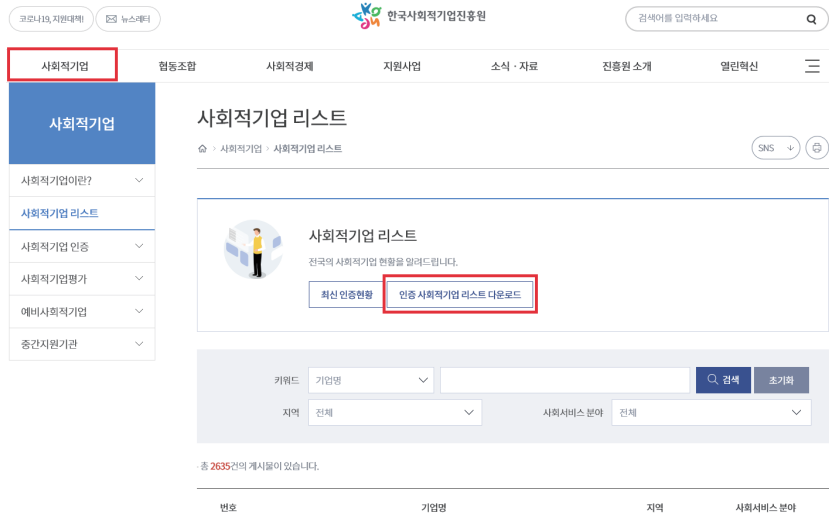 코로나19, 지원대책!
뉴스레터
한국사회적기업진흥원
검색어를 입력하세요
사회적기업
협동조합
사회적경제
지원사업
소식 · 자료
진흥원 소개
열린혁신
사회적기업
사회적기업이란?
사회적기업 리스트
사회적기업 인증
사회적기업평가
예비사회적기업
중간지원기관
사회적기업 리스트
사회적기업 > 사회적기업 리스트
SNS
사회적기업 리스트
전국의 사회적기업 현황을 알려드립니다.
최신 인증현황
인증 사회적기업 리스트 다운로드
키워드
기업명
검색
초기화
지역
전체
사회서비스 분야
전체
· 총 2635건의 게시물이 있습니다.
번호
기업명
지역
사회서비스 분야